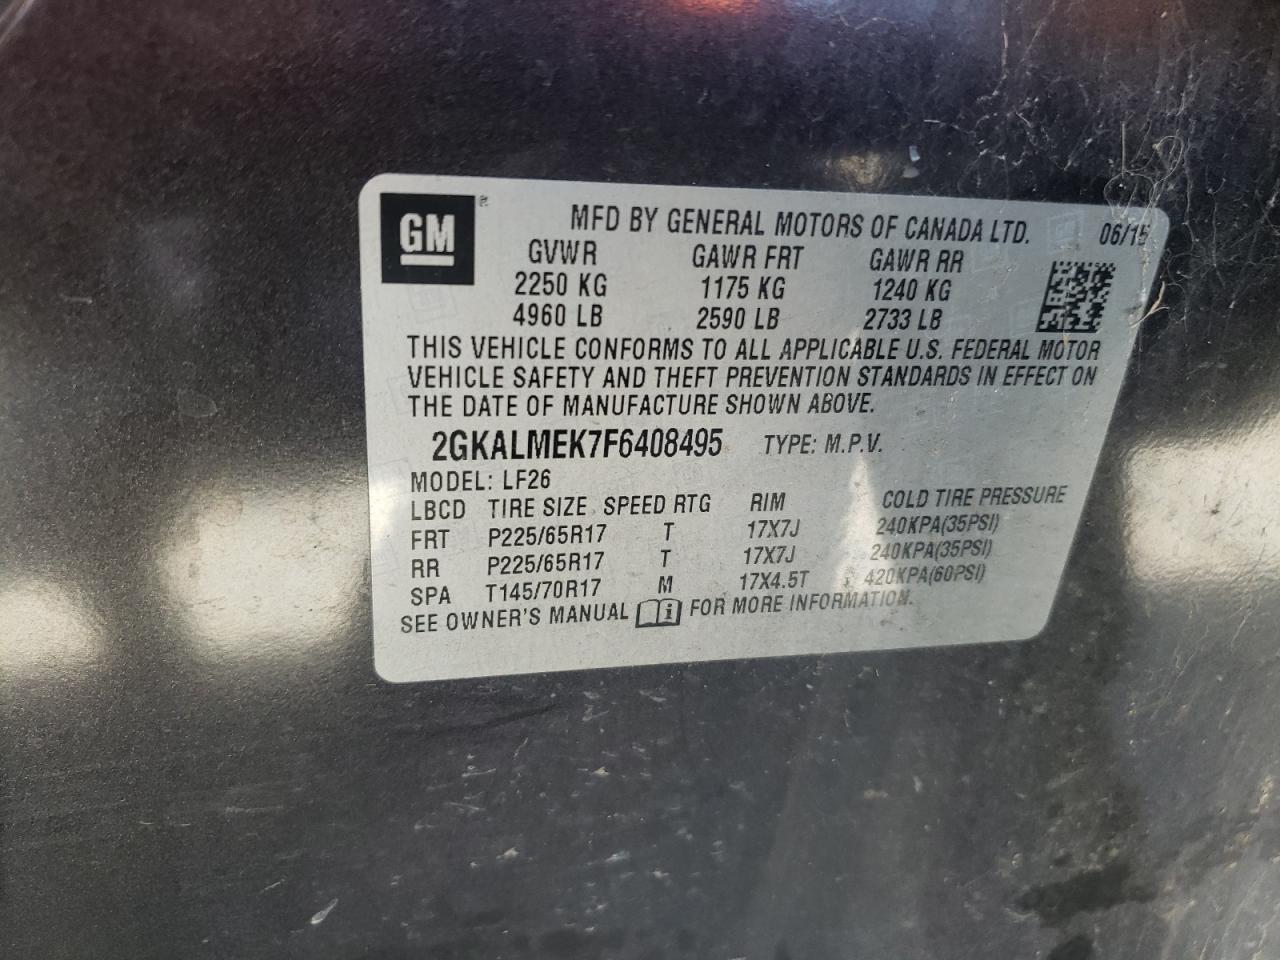 GM ®
MFD BY GENERAL MOTORS OF CANADA LTD. 06/15
GVWR GAWR FRT GAWR RR
2250 KG 1175 KG 1240 KG
4960 LB 2590 LB 2733 LB
THIS VEHICLE CONFORMS TO ALL APPLICABLE U.S. FEDERAL MOTOR
VEHICLE SAFETY AND THEFT PREVENTION STANDARDS IN EFFECT ON
THE DATE OF MANUFACTURE SHOWN ABOVE.
2GKALMEK7F6408495 TYPE: M.P.V.
MODEL: LF26
LBCD TIRE SIZE SPEED RTG RIM COLD TIRE PRESSURE
FRT P225/65R17 T 17X7J 240KPA(35PSI)
RR P225/65R17 T 17X7J 240KPA(35PSI)
SPA T145/70R17 M 17X4.5T 420KPA(60PSI)
SEE OWNER'S MANUAL i FOR MORE INFORMATION.